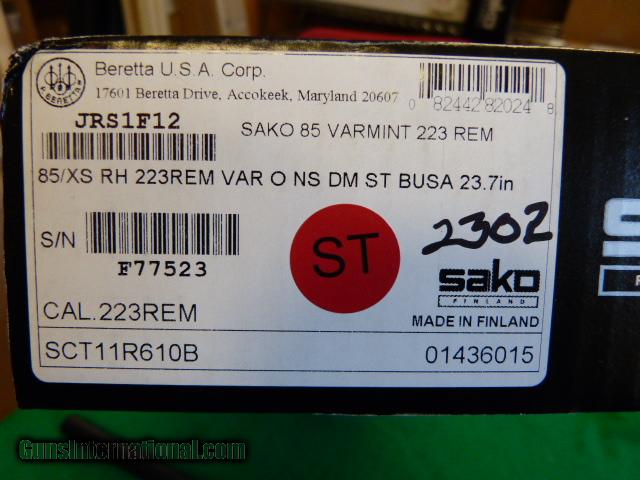 Beretta U.S.A. Corp.
17601 Beretta Drive, Accokeek, Maryland 20607
P. BERETTA
0 82442 82024 8
JRS1F12
SAKO 85 VARMINT 223 REM
85/XS RH 223REM VAR O NS DM ST BUSA 23.7in
S/N
F77523
ST
2302
sako
FINLAND
CAL.223REM
MADE IN FINLAND
SCT11R610B
01436015
GunsInternational.com